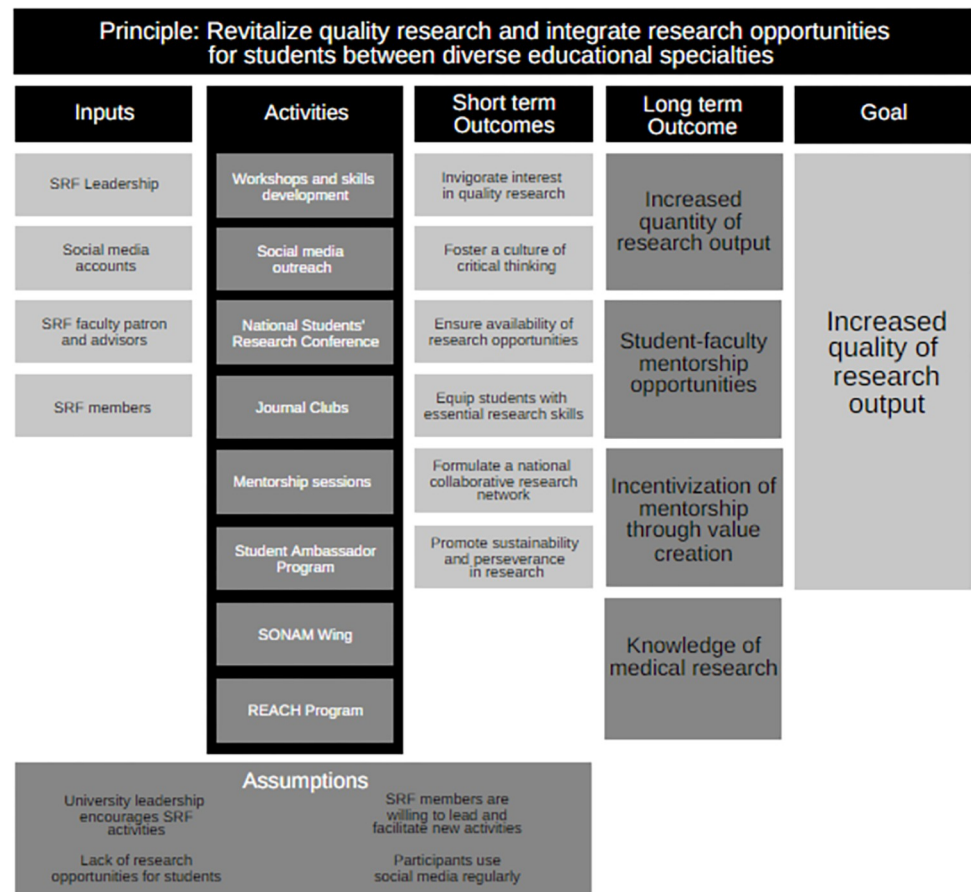 Principle: Revitalize quality research and integrate research opportunities
for students between diverse educational specialties
Inputs
SRF Leadership
Social media
accounts
SRF faculty patron
and advisors
SRF members
Activities
Workshops and skills
development
Social media
outreach
National Students'
Research Conference
Journal Clubs
Mentorship sessions
Student Ambassador
Program
SONAM Wing
REACH Program
Short term
Outcomes
Invigorate interest
in quality research
Foster a culture of
critical thinking
Ensure availability of
research opportunities
Equip students with
essential research skills
Formulate a national
collaborative research
network
Promote sustainability
and perseverance
in research
Long term
Outcome
Increased
quantity of
research output
Student-faculty
mentorship
opportunities
Incentivization of
mentorship
through value
creation
Knowledge of
medical research
Goal
Increased
quality of
research
output
Assumptions
University leadership
encourages SRF
activities
SRF members are
willing to lead and
facilitate new activities
Lack of research
opportunities for students
Participants use
social media regularly